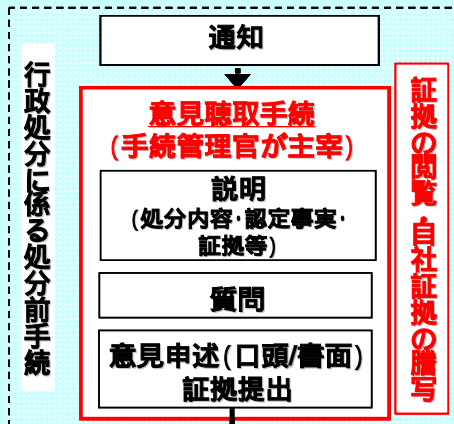 行政処分に係る処分前手続
通知
意見聴取手続
(手続管理官が主宰)
説明
(処分内容･認定事実･
証拠等)
質問
意見申述(口頭/書面)
証拠提出
証拠の閲覧・自社証拠の謄写